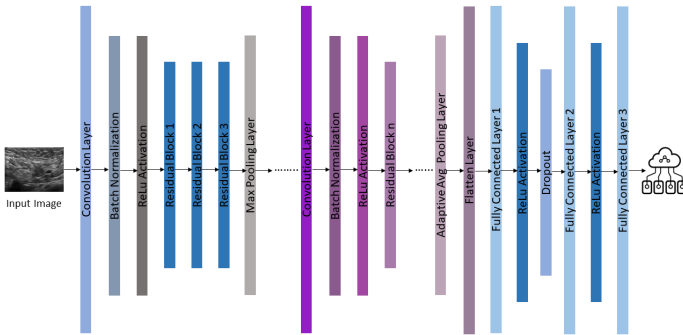 Input Image
Convolution Layer
Batch Normalization
ReLu Activation
Residual Block 1
Residual Block 2
Residual Block 3
Max Pooling Layer
Convolution Layer
Batch Normalization
ReLu Activation
Residual Block n
Adaptive Avg Pooling Layer
Flatten Layer
Fully Connected Layer 1
ReLu Activation
Dropout
Fully Connected Layer 2
ReLu Activation
Fully Connected Layer 3